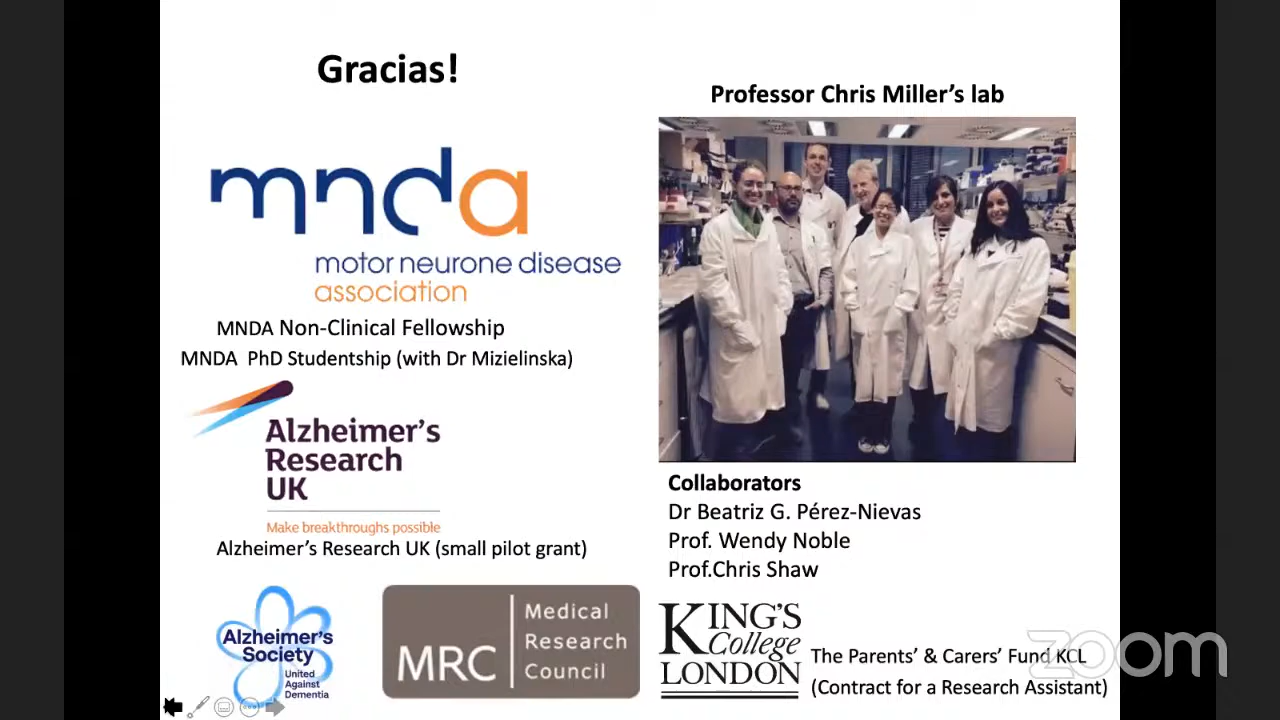 Gracias!
mnda
motor neurone disease
association
MNDA Non-Clinical Fellowship
MNDA PhD Studentship (with Dr Mizielinska)
Alzheimer's
Research
UK
Make breakthroughs possible
Alzheimer's Research UK (small pilot grant)
Alzheimer's
Society
United
Against
Dementia
MRC
Medical
Research
Council
Professor Chris Miller's lab
Collaborators
Dr Beatriz G. Pérez-Nievas
Prof. Wendy Noble
Prof.Chris Shaw
KING'S
College
LONDON
The Parents' & Carers' Fund KCL
(Contract for a Research Assistant)
zoom